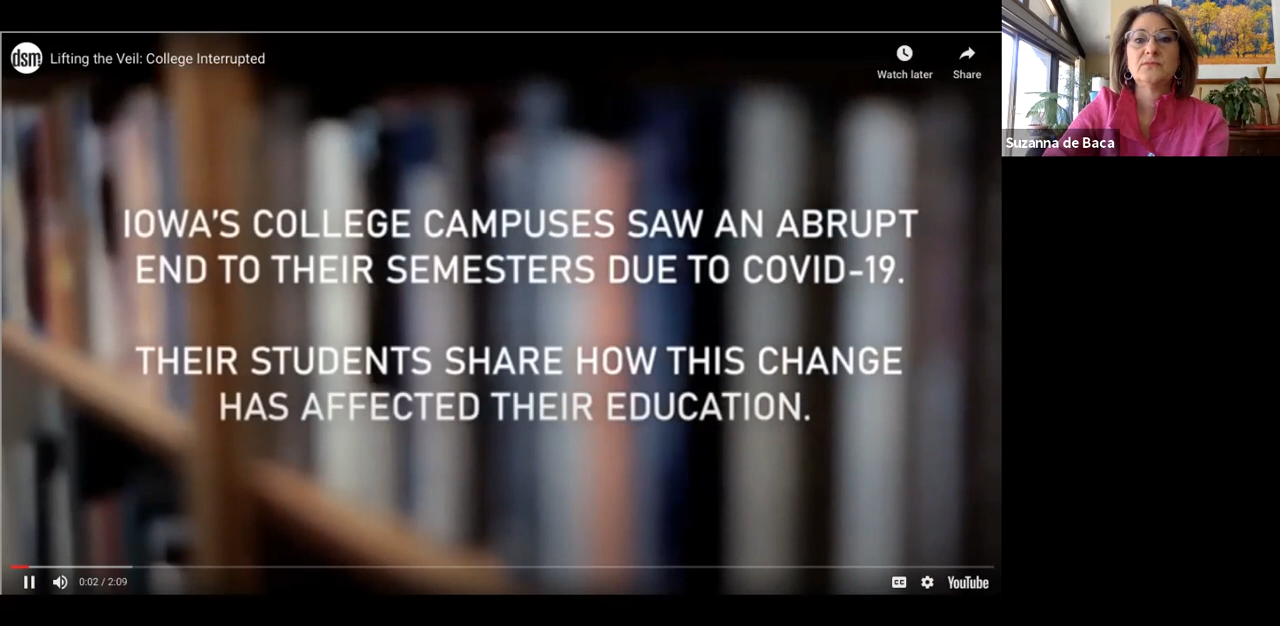 dsm
Lifting the Veil: College Interrupted
Watch later
Share
Suzanna de Baca
IOWA'S COLLEGE CAMPUSES SAW AN ABRUPT
END TO THEIR SEMESTERS DUE TO COVID-19.
THEIR STUDENTS SHARE HOW THIS CHANGE
HAS AFFECTED THEIR EDUCATION.
0:02 / 2:09
CC
YouTube